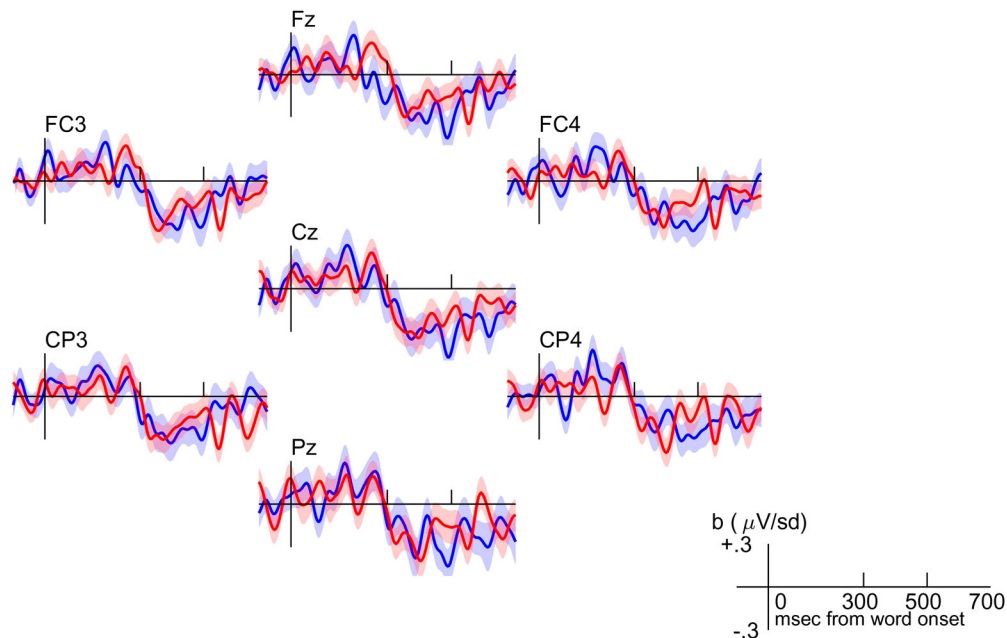 Fz
FC3
FC4
Cz
CP3
CP4
Pz
b ( μV/sd)
+.3
0 300 500 700
msec from word onset
-.3